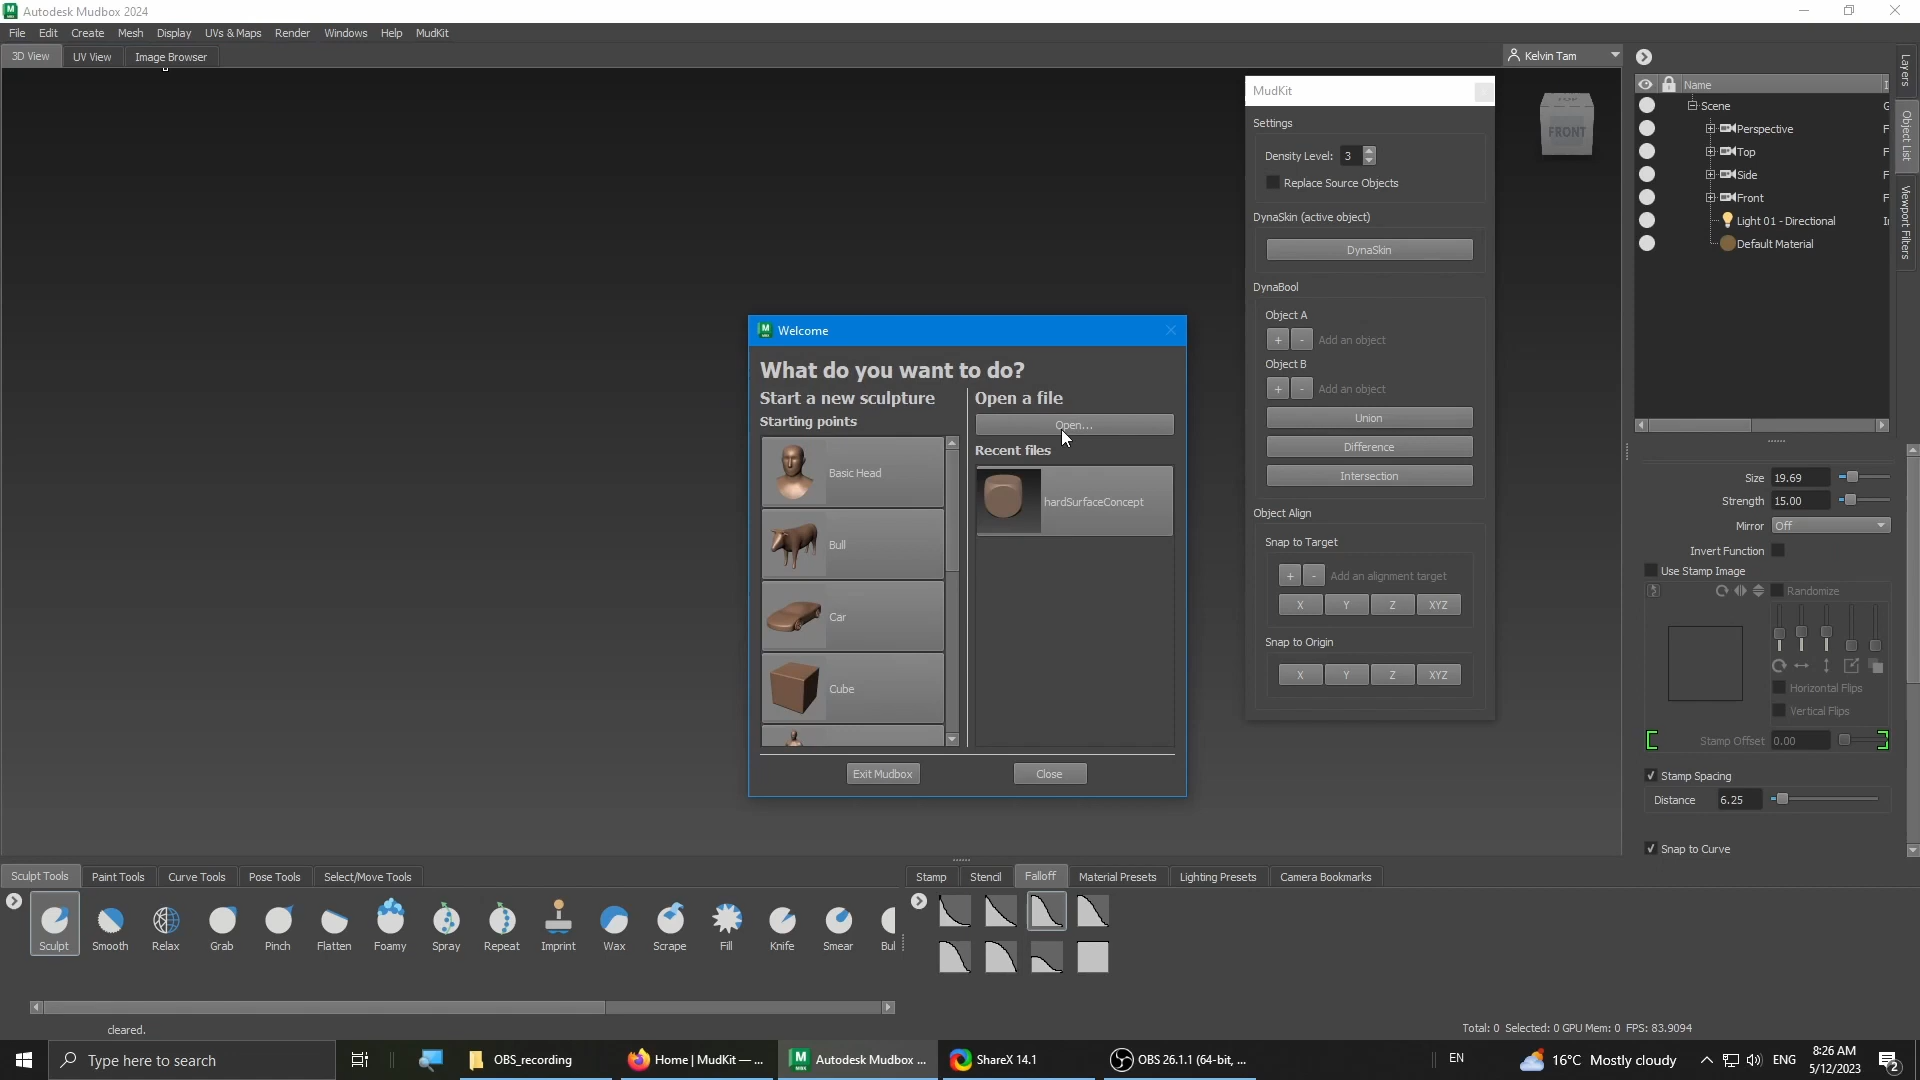 Autodesk Mudbox 2024
File Edit Create Mesh Display UVs & Maps Render Windows Help MudKit
3D View UV View Image Browser
Kelvin Tam
MudKit
Settings
Density Level: 3
Replace Source Objects
DynaSkin (active object)
DynaSkin
DynaBool
Object A
+ - Add an object
Object B
+ - Add an object
Union
Difference
Intersection
Object Align
Snap to Target
+ - Add an alignment target
X Y Z XYZ
Snap to Origin
X Y Z XYZ
TOP
FRONT
Name
Scene
Perspective
Top
Side
Front
Light 01 - Directional
Default Material
Layers
Object List
Viewport Filters
Welcome
What do you want to do?
Start a new sculpture
Starting points
Basic Head
Bull
Car
Cube
Open a file
Open...
Recent files
hardSurfaceConcept
Exit Mudbox
Close
Size 19.69
Strength 15.00
Mirror Off
Invert Function
Use Stamp Image
Randomize
Horizontal Flips
Vertical Flips
Stamp Offset 0.00
Stamp Spacing
Distance 6.25
Snap to Curve
Sculpt Tools Paint Tools Curve Tools Pose Tools Select/Move Tools
Sculpt Smooth Relax Grab Pinch Flatten Foamy Spray Repeat Imprint Wax Scrape Fill Knife Smear Bul
Stamp Stencil Falloff Material Presets Lighting Presets Camera Bookmarks
cleared.
Total: 0 Selected: 0 GPU Mem: 0 FPS: 83.9094
Type here to search
OBS_recording
Home | MudKit — ...
Autodesk Mudbox ...
ShareX 14.1
OBS 26.1.1 (64-bit, ...
EN
16°C Mostly cloudy
ENG
8:26 AM
5/12/2023
2